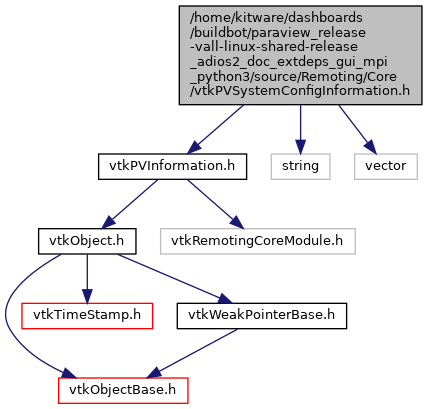 /home/kitware/dashboards
/buildbot/paraview_release
-vall-linux-shared-release
_adios2_doc_extdeps_gui_mpi
_python3/source/Remoting/Core
/vtkPVSystemConfigInformation.h
vtkPVInformation.h
string
vector
vtkObject.h
vtkRemotingCoreModule.h
vtkTimeStamp.h
vtkWeakPointerBase.h
vtkObjectBase.h